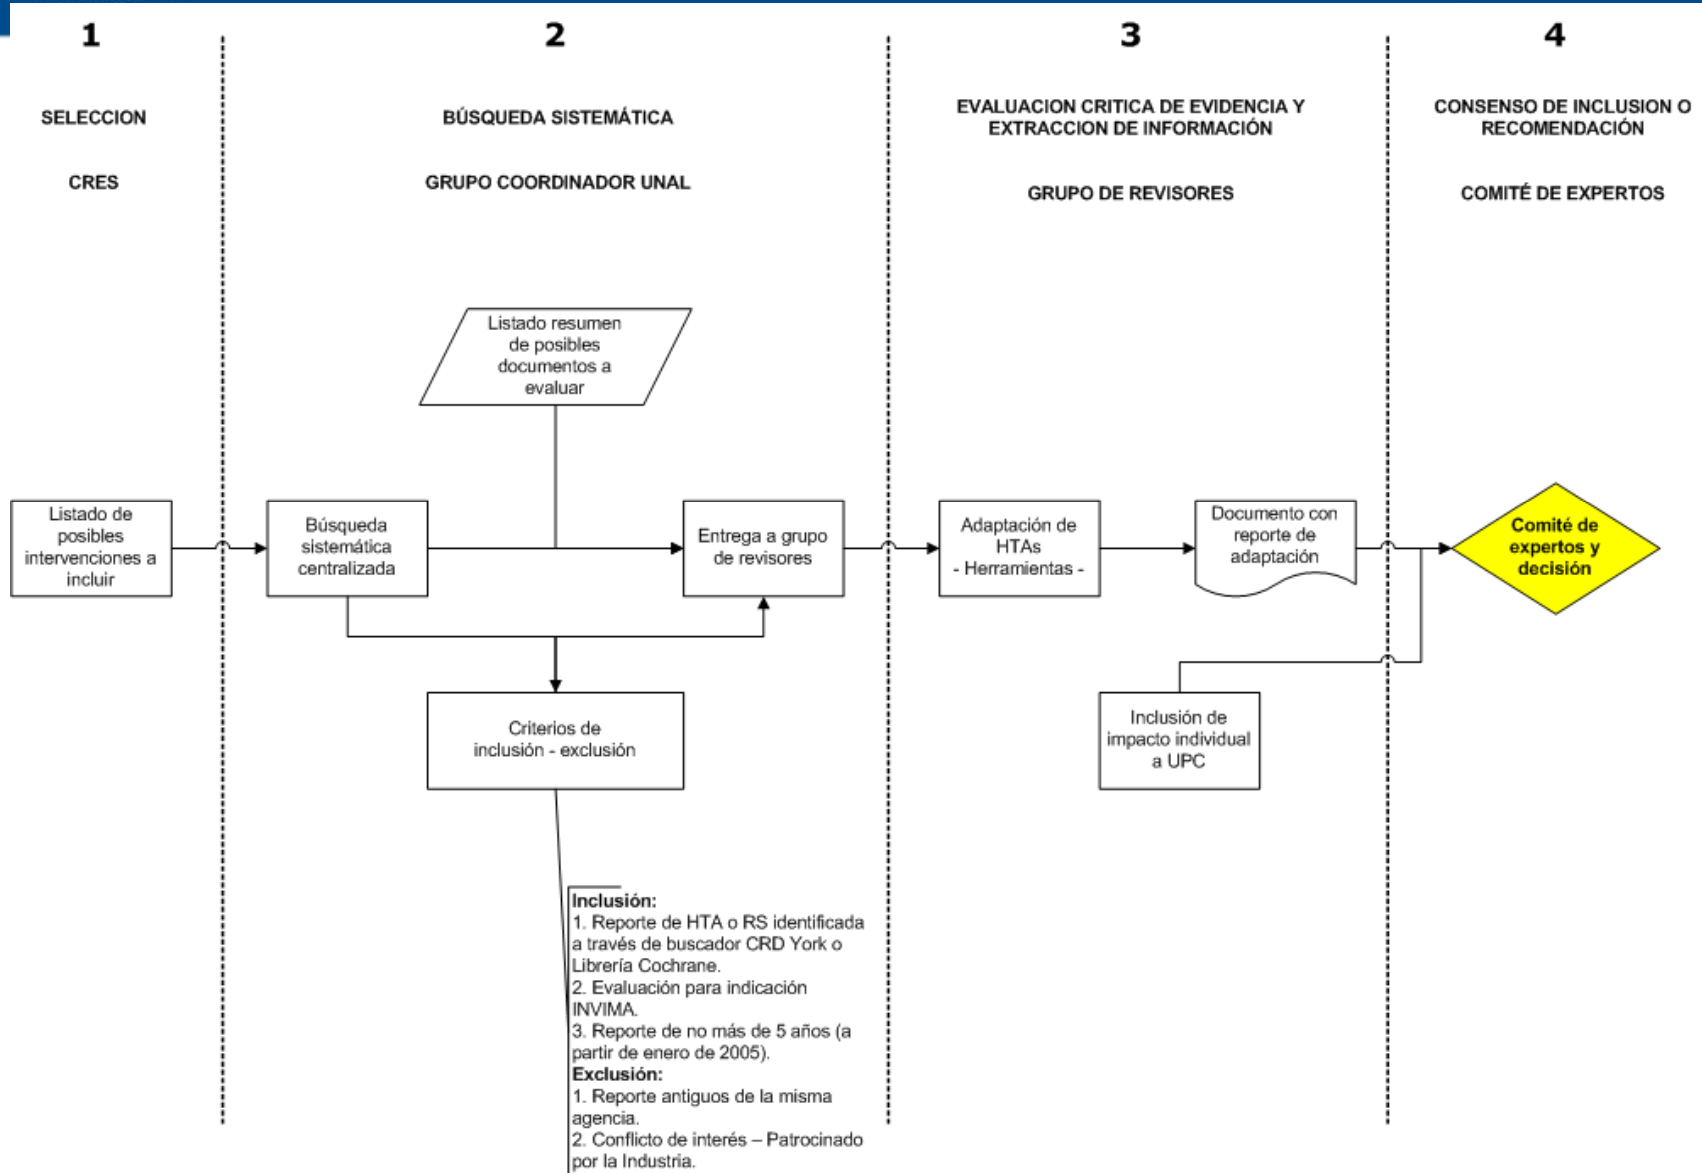 1
SELECCION
CRES
2
BÚSQUEDA SISTEMÁTICA
GRUPO COORDINADOR UNAL
3
EVALUACION CRITICA DE EVIDENCIA Y
EXTRACCION DE INFORMACIÓN
GRUPO DE REVISORES
4
CONSENSO DE INCLUSION O
RECOMENDACIÓN
COMITÉ DE EXPERTOS
Listado resumen
de posibles
documentos a
evaluar
Listado de
posibles
intervenciones a
incluir
Búsqueda
sistemática
centralizada
Entrega a grupo
de revisores
Adaptación de
HTAs
- Herramientas -
Documento con
reporte de
adaptación
Comité de
expertos y
decisión
Criterios de
inclusión - exclusión
Inclusión de
impacto individual
a UPC
Inclusión:
1. Reporte de HTA o RS identificada
a través de buscador CRD York o
Librería Cochrane.
2. Evaluación para indicación
INVIMA.
3. Reporte de no más de 5 años (a
partir de enero de 2005).
Exclusión:
1. Reporte antiguos de la misma
agencia.
2. Conflicto de interés – Patrocinado
por la Industria.